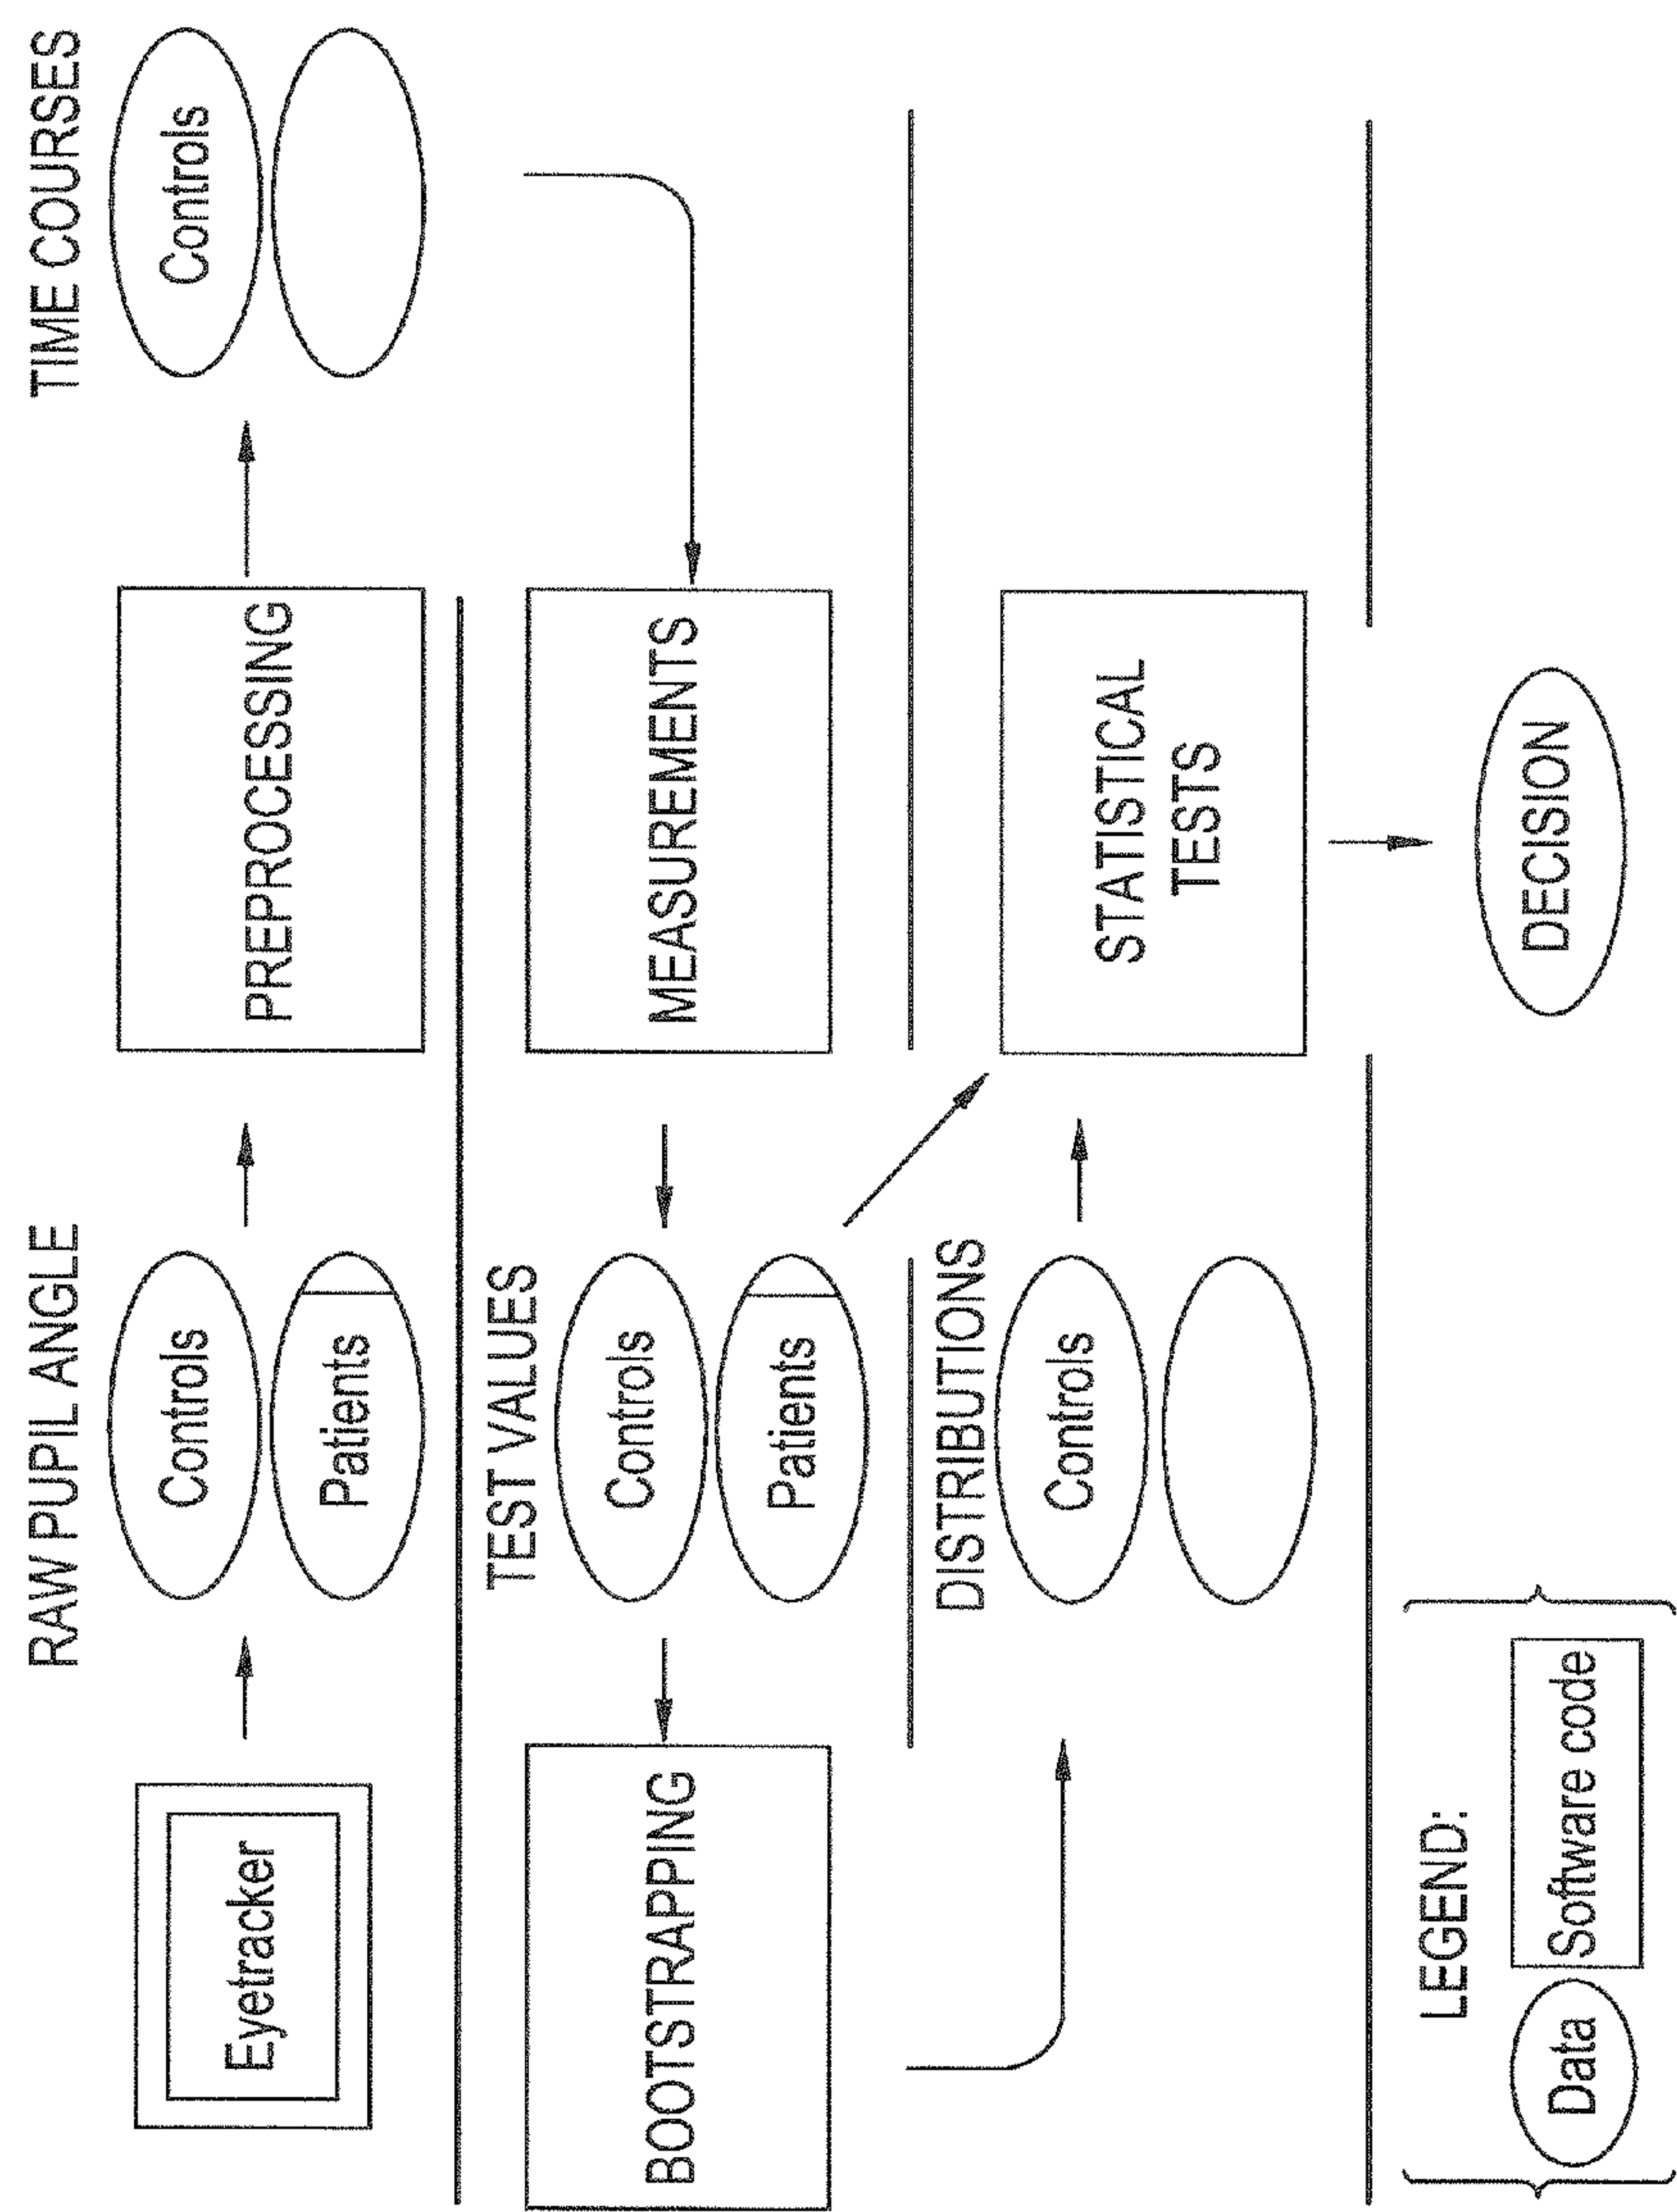 RAW PUPIL ANGLE
TIME COURSES
Eyetracker
Controls
Patients
PREPROCESSING
Controls
TEST VALUES
BOOTSTRAPPING
Controls
Patients
MEASUREMENTS
DISTRIBUTIONS
Controls
STATISTICAL
TESTS
LEGEND:
Data
Software code
DECISION